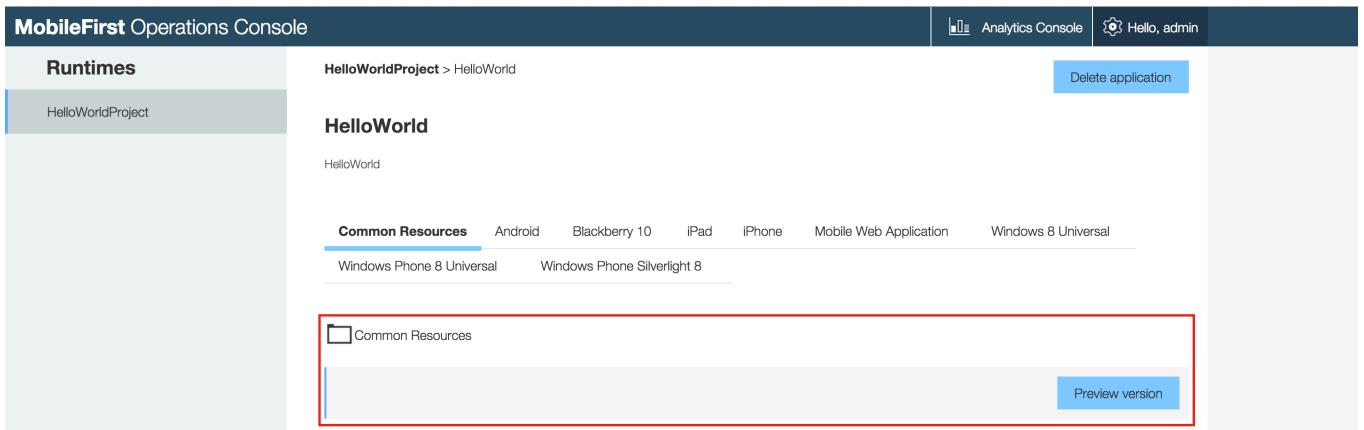 MobileFirst Operations Console
Analytics Console
Hello, admin
Runtimes
HelloWorldProject
HelloWorldProject > HelloWorld
Delete application
HelloWorld
HelloWorld
Common Resources Android Blackberry 10 iPad iPhone Mobile Web Application Windows 8 Universal
Windows Phone 8 Universal Windows Phone Silverlight 8
Common Resources
Preview version